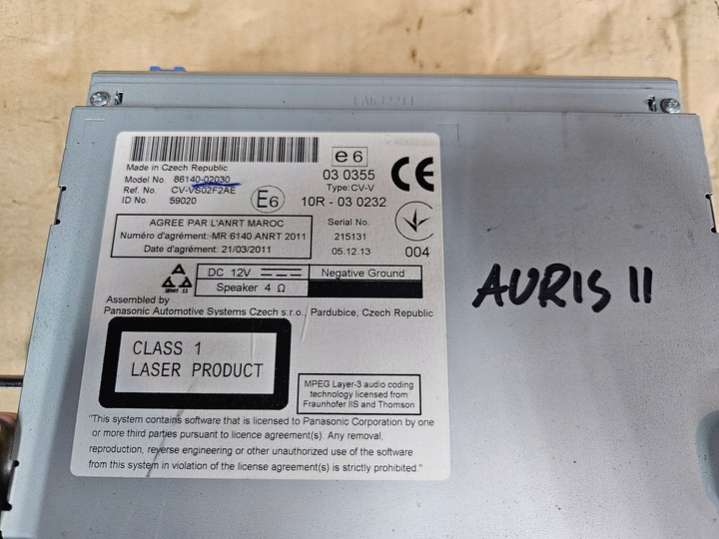 Made in Czech Republic
Model No 86140-02030
Ref. No. CV-VS02F2AE
ID No. 59020
e6
03 0355
Type: CV-V
E6
10R - 03 0232
CE
AGREE PAR L'ANRT MAROC
Numéro d'agrément: MR 6140 ANRT 2011
Date d'agrément: 21/03/2011
Serial No.
215131
05.12.13
004
DC 12V
Negative Ground
Speaker 4 Ω
Assembled by
Panasonic Automotive Systems Czech s.r.o., Pardubice, Czech Republic
CLASS 1
LASER PRODUCT
MPEG Layer-3 audio coding
technology licensed from
Fraunhofer IIS and Thomson
"This system contains software that is licensed to Panasonic Corporation by one
or more third parties pursuant to licence agreement(s). Any removal,
reproduction, reverse engineering or other unauthorized use of the software
from this system in violation of the license agreement(s) is strictly prohibited."
AURIS II